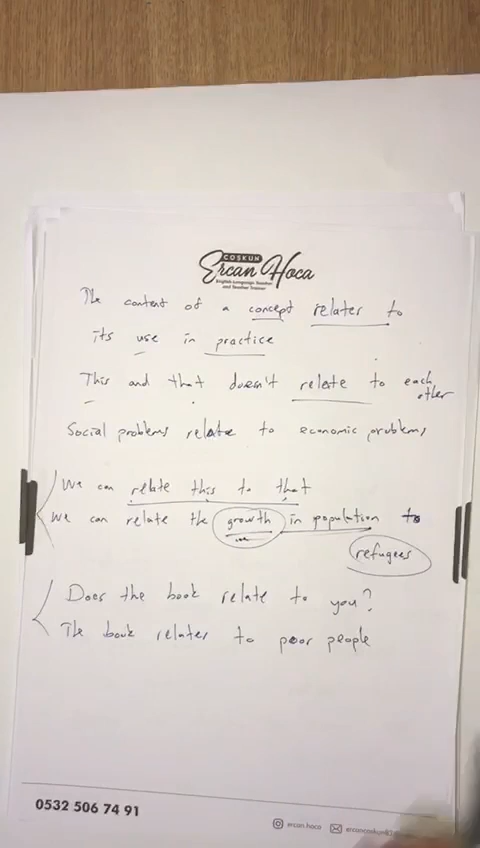 COSKUN
Ercan Hoca
English Language Teacher
and Teacher Trainer
The content of a concept relates to
its use in practice
This and that doesn't relate to each
other
Social problems relate to economic problems
We can relate this to that
We can relate the growth in population to
refugees
Does the book relate to you?
The book relates to poor people
0532 506 74 91
ercan.hoca